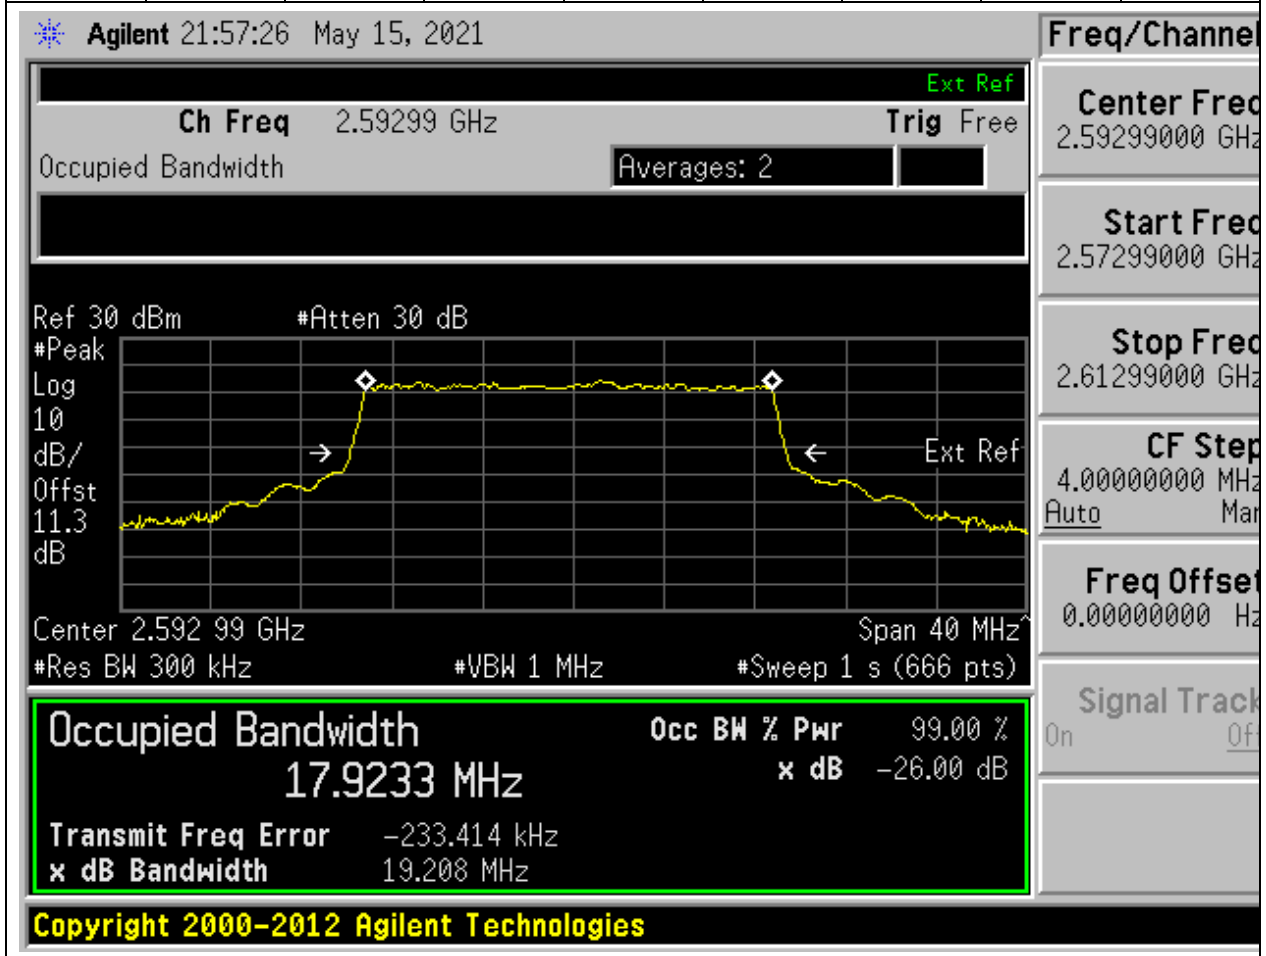 Agilent 21:57:26 May 15, 2021
Freq/Channel
Ext Ref
Ch Freq 2.59299 GHz Trig Free
Occupied Bandwidth Averages: 2
Center Freq
2.59299000 GHz
Start Freq
2.57299000 GHz
Stop Freq
2.61299000 GHz
CF Step
4.00000000 MHz
Auto Man
Freq Offset
0.00000000 Hz
Signal Track
On Off
Ref 30 dBm #Atten 30 dB
#Peak
Log
10
dB/
Offst
11.3
dB
Ext Ref
Center 2.592 99 GHz Span 40 MHz^
#Res BW 300 kHz #VBW 1 MHz #Sweep 1 s (666 pts)
Occupied Bandwidth Occ BW % Pwr 99.00 %
17.9233 MHz x dB -26.00 dB
Transmit Freq Error -233.414 kHz
x dB Bandwidth 19.208 MHz
Copyright 2000-2012 Agilent Technologies